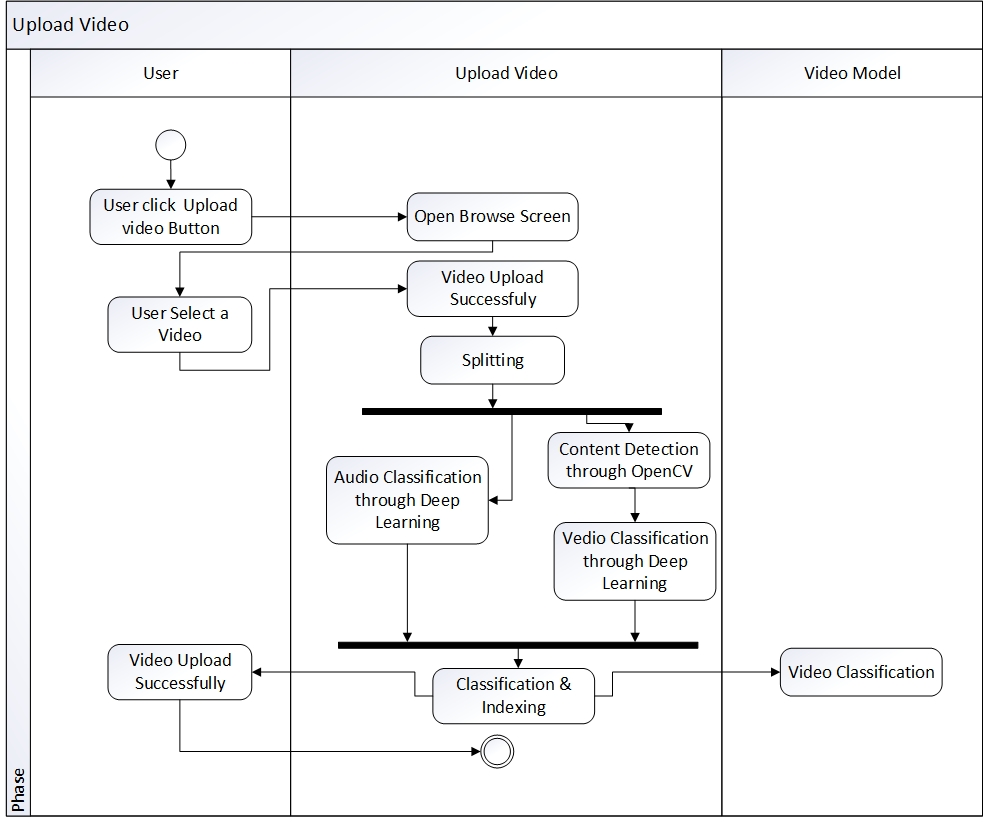 Upload Video
User
Upload Video
Video Model
User click Upload
video Button
Open Browse Screen
Video Upload
Successfuly
User Select a
Video
Splitting
Content Detection
through OpenCV
Audio Classification
through Deep
Learning
Vedio Classification
through Deep
Learning
Video Upload
Successfully
Classification &
Indexing
Video Classification
Phase